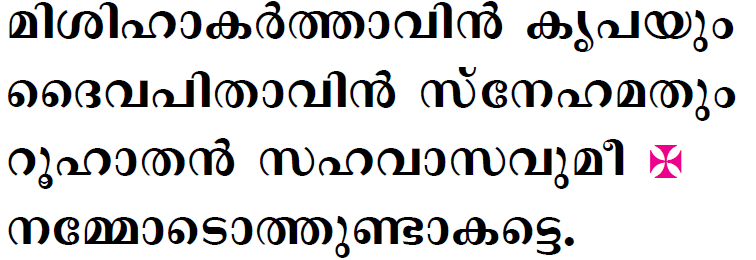 മിശിഹാകർത്താവിൻ കൃപയും
ദൈവപിതാവിൻ സ്നേഹമതും
റൂഹാതൻ സഹവാസവുമീ ✠
നമ്മോടൊത്തുണ്ടാകട്ടെ.